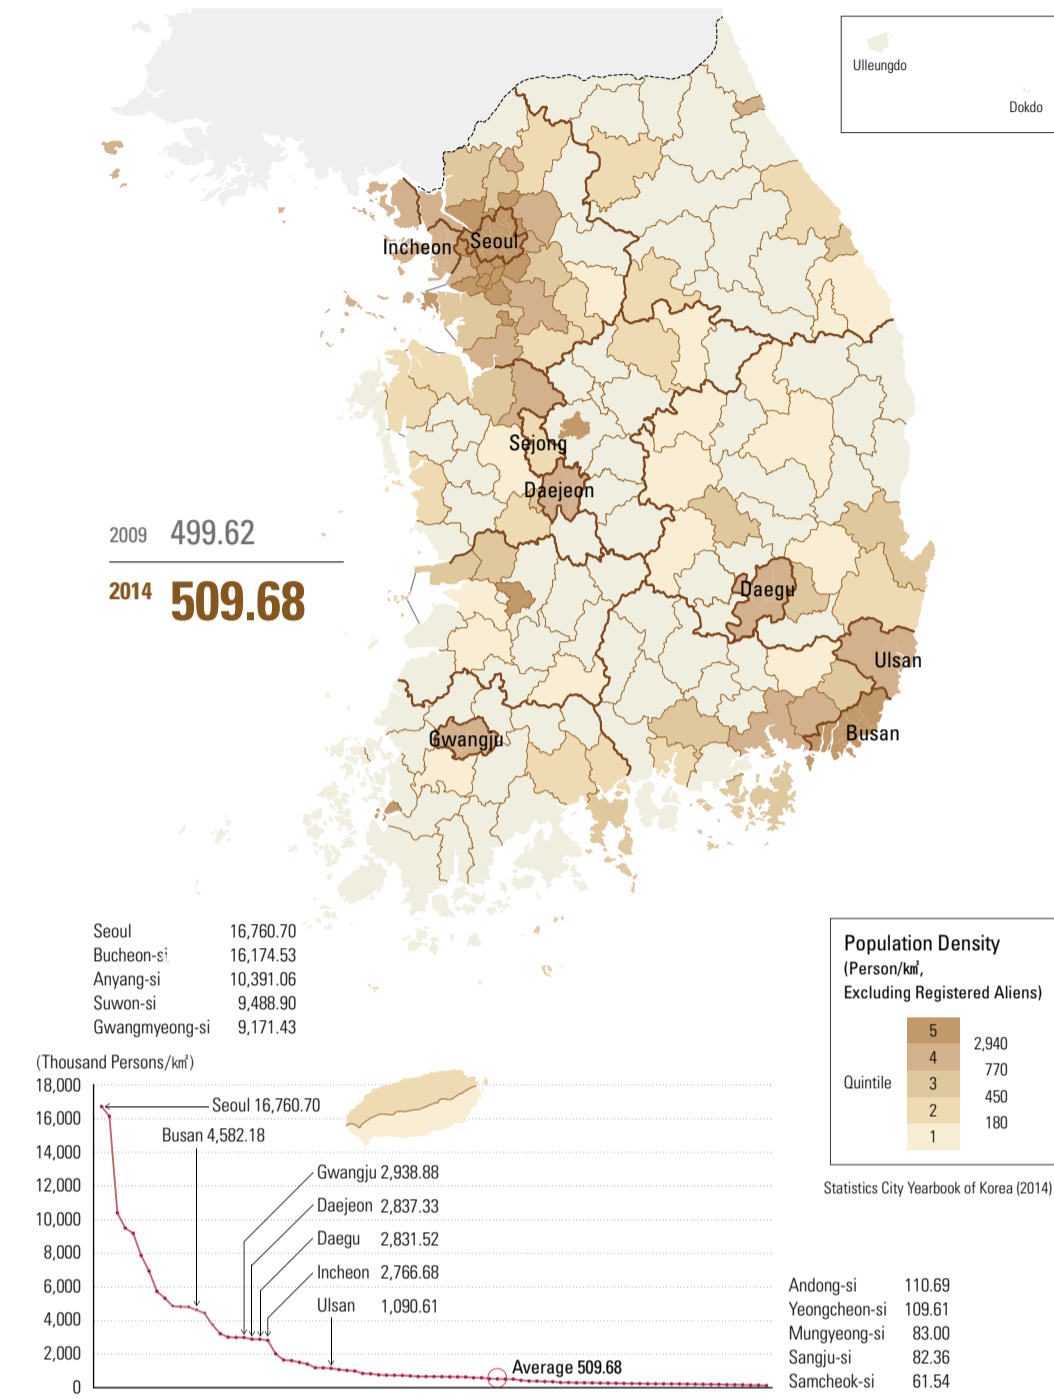 Ulleungdo
Dokdo
Incheon
Seoul
Sejong
Daejeon
2009 499.62
2014 509.68
Daegu
Ulsan
Busan
Gwangju
Seoul 16,760.70
Bucheon-si 16,174.53
Anyang-si 10,391.06
Suwon-si 9,488.90
Gwangmyeong-si 9,171.43
Population Density
(Person/㎢,
Excluding Registered Aliens)
Quintile
5
4
3
2
1
2,940
770
450
180
Statistics City Yearbook of Korea (2014)
(Thousand Persons/㎢)
18,000
16,000
14,000
12,000
10,000
8,000
6,000
4,000
2,000
0
Seoul 16,760.70
Busan 4,582.18
Gwangju 2,938.88
Daejeon 2,837.33
Daegu 2,831.52
Incheon 2,766.68
Ulsan 1,090.61
Average 509.68
Andong-si 110.69
Yeongcheon-si 109.61
Mungyeong-si 83.00
Sangju-si 82.36
Samcheok-si 61.54